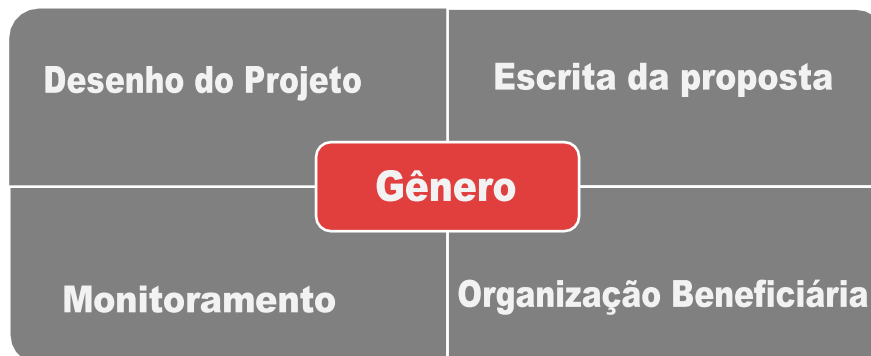 Desenho do Projeto
Escrita da proposta
Gênero
Monitoramento
Organização Beneficiária